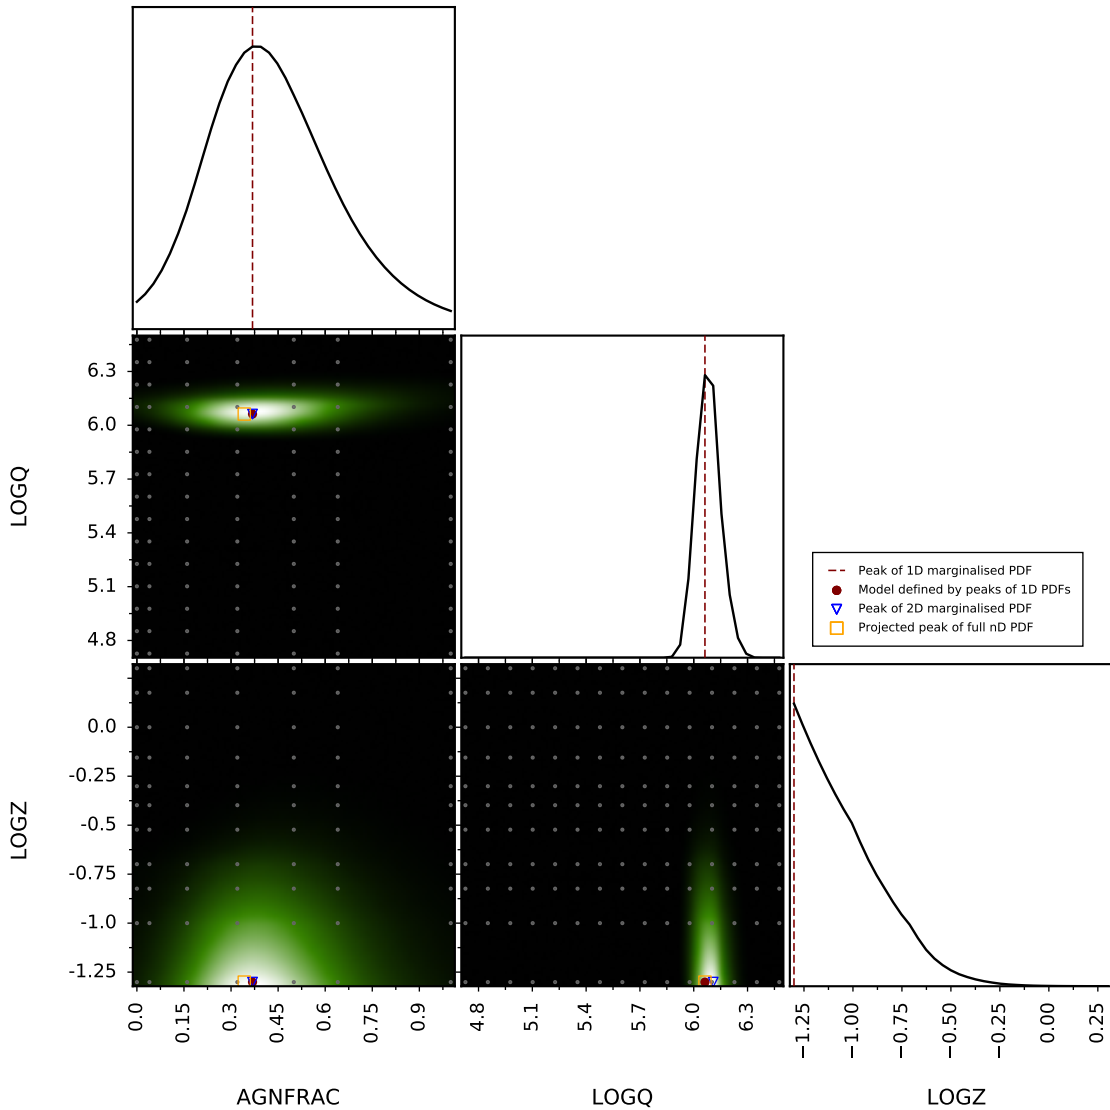 6.3
6.0
5.7
5.4
5.1
4.8
LOGQ
Peak of 1D marginalised PDF
Model defined by peaks of 1D PDFs
Peak of 2D marginalised PDF
Projected peak of full nD PDF
0.0
-0.25
-0.5
-0.75
-1.0
-1.25
LOGZ
0.0 0.15 0.3 0.45 0.6 0.75 0.9
4.8 5.1 5.4 5.7 6.0 6.3
−1.25 −1.00 −0.75 −0.50 −0.25 0.00 0.25
AGNFRAC LOGQ LOGZ